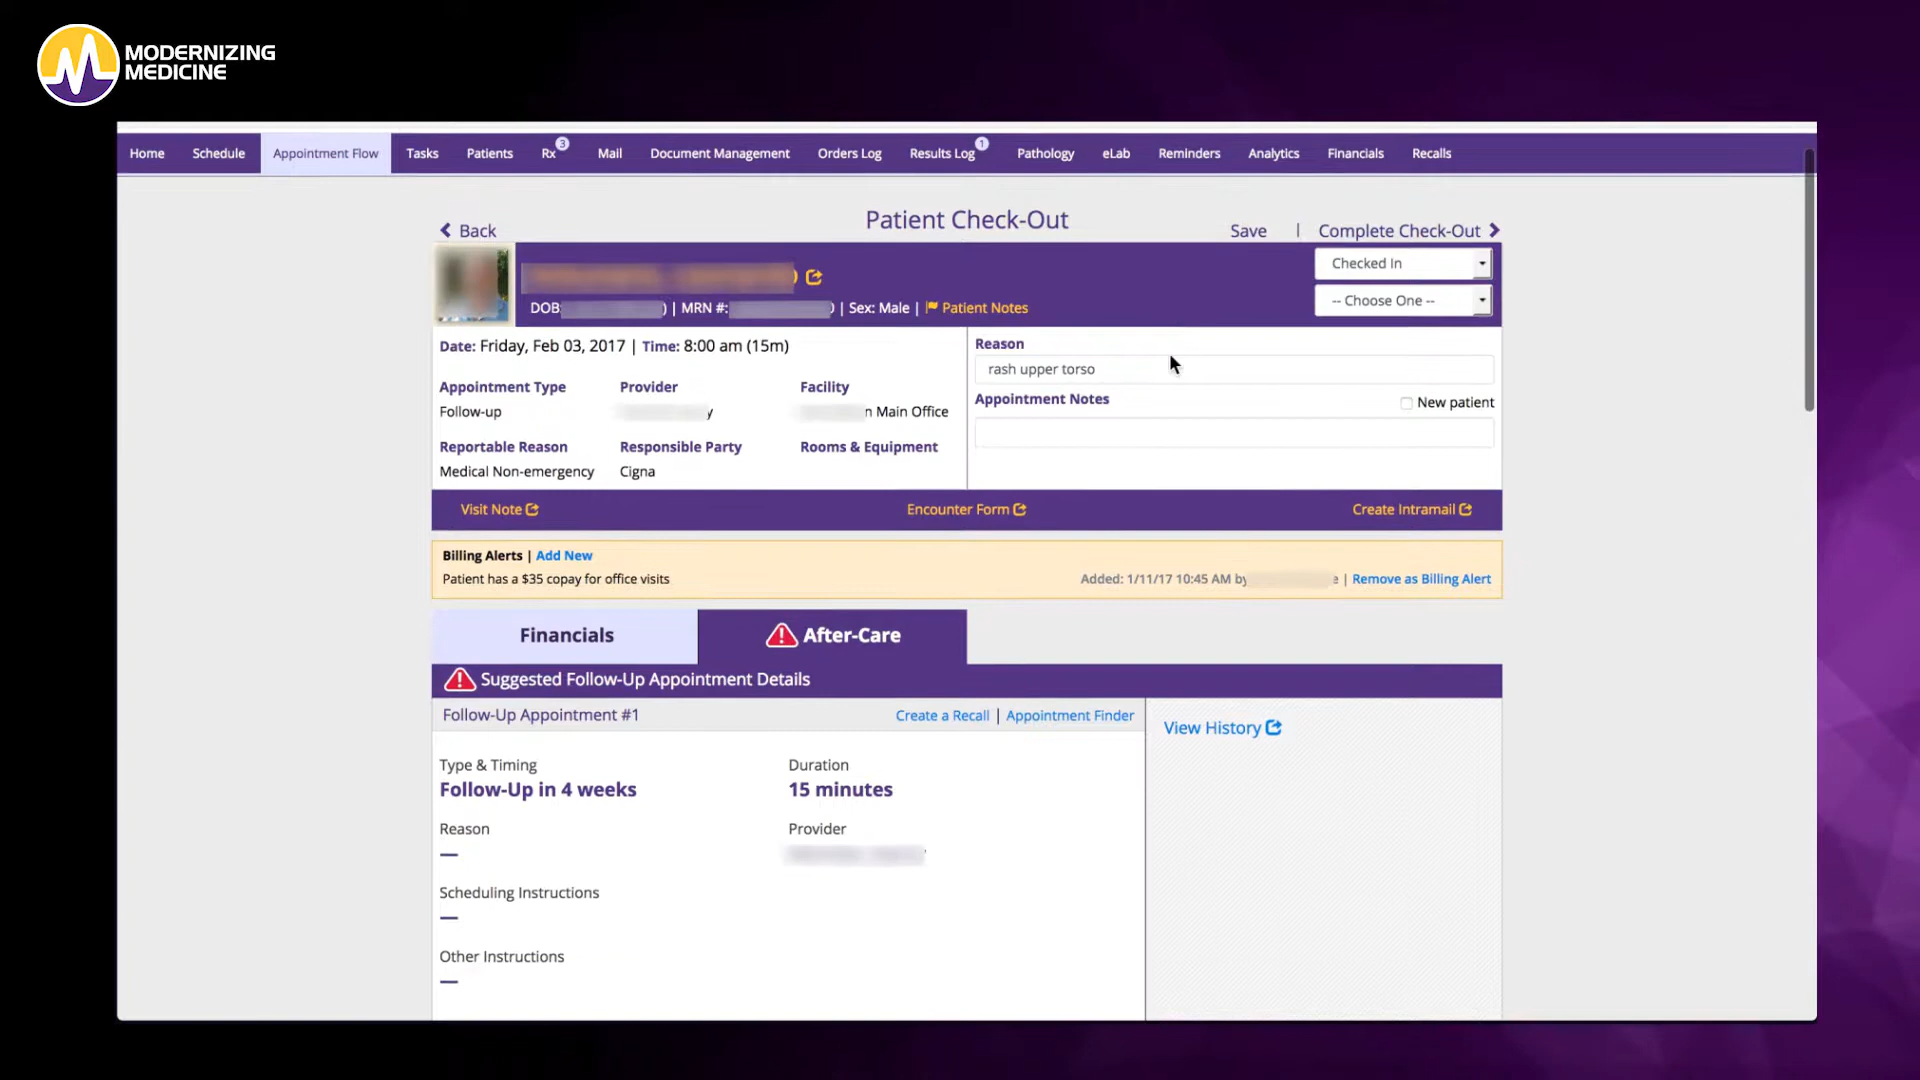 MODERNIZING
MEDICINE
Home Schedule Appointment Flow Tasks Patients Rx 3 Mail Document Management Orders Log Results Log 1 Pathology eLab Reminders Analytics Financials Recalls
Back
Patient Check-Out
Save | Complete Check-Out
Checked In
DOB: ) | MRN #: | Sex: Male | Patient Notes
-- Choose One --
Date: Friday, Feb 03, 2017 | Time: 8:00 am (15m)
Appointment Type Provider Facility
Follow-up Main Office
Reportable Reason Responsible Party Rooms & Equipment
Medical Non-emergency Cigna
Reason
rash upper torso
Appointment Notes New patient
Visit Note Encounter Form Create Intramail
Billing Alerts | Add New
Patient has a $35 copay for office visits Added: 1/11/17 10:45 AM by | Remove as Billing Alert
Financials After-Care
Suggested Follow-Up Appointment Details
Follow-Up Appointment #1 Create a Recall | Appointment Finder
View History
Type & Timing Duration
Follow-Up in 4 weeks 15 minutes
Reason Provider
—
Scheduling Instructions
—
Other Instructions
—